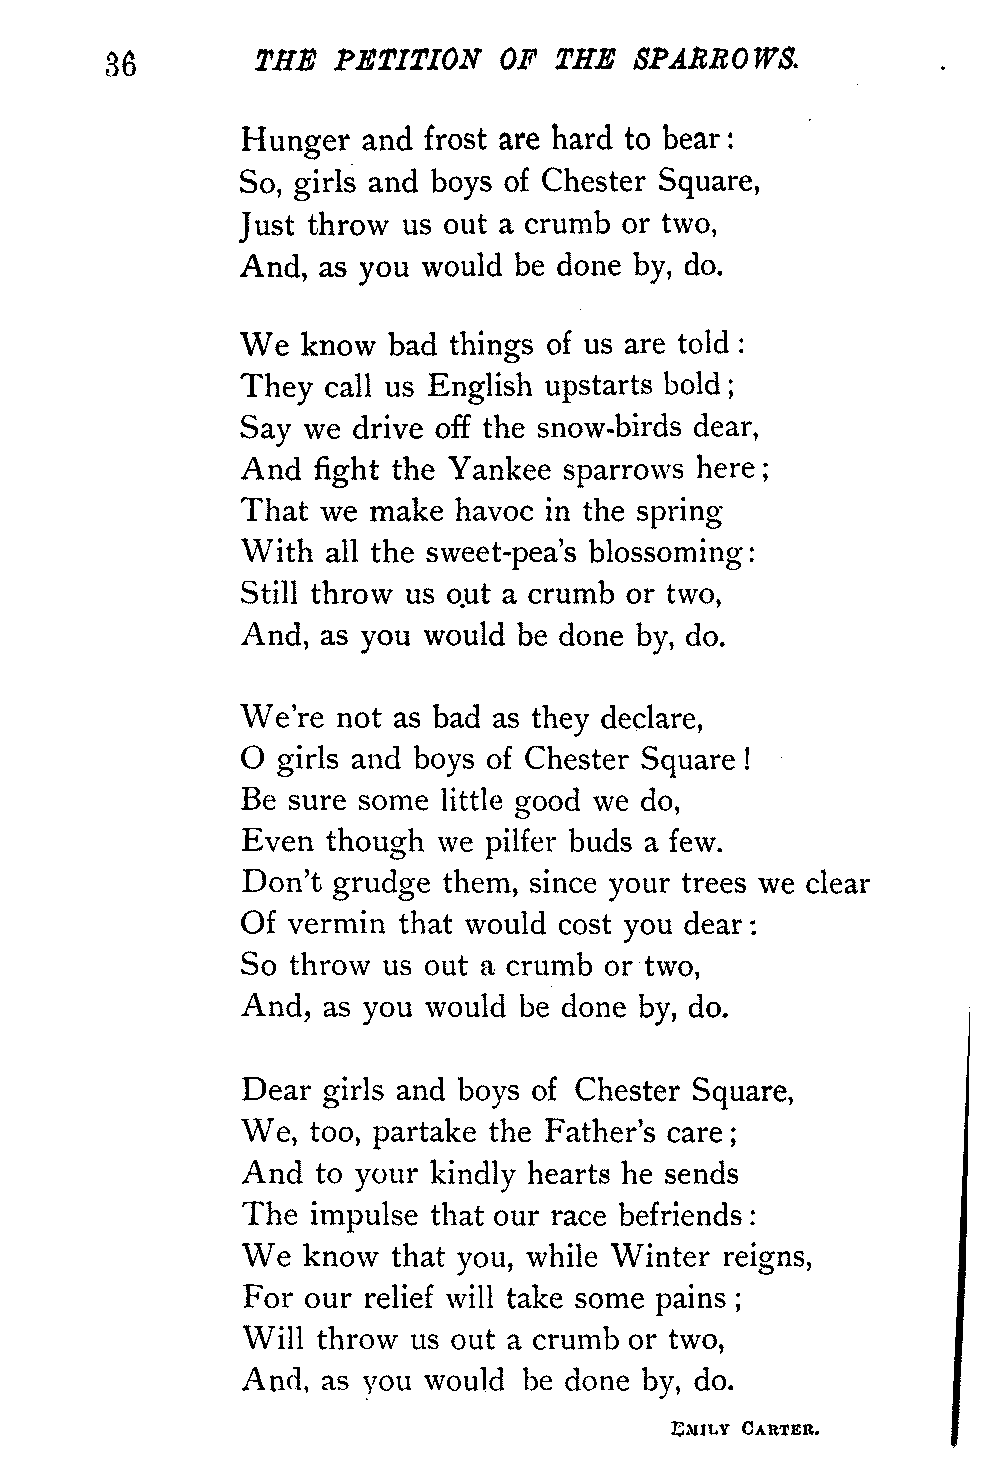 36 THE PETITION OF THE SPARROWS.
Hunger and frost are hard to bear:
So, girls and boys of Chester Square,
Just throw us out a crumb or two,
And, as you would be done by, do.
We know bad things of us are told:
They call us English upstarts bold;
Say we drive off the snow-birds dear,
And fight the Yankee sparrows here;
That we make havoc in the spring
With all the sweet-pea's blossoming:
Still throw us out a crumb or two,
And, as you would be done by, do.
We're not as bad as they declare,
O girls and boys of Chester Square!
Be sure some little good we do,
Even though we pilfer buds a few.
Don't grudge them, since your trees we clear
Of vermin that would cost you dear:
So throw us out a crumb or two,
And, as you would be done by, do.
Dear girls and boys of Chester Square,
We, too, partake the Father's care;
And to your kindly hearts he sends
The impulse that our race befriends:
We know that you, while Winter reigns,
For our relief will take some pains;
Will throw us out a crumb or two,
And, as you would be done by, do.
EMILY CARTER.